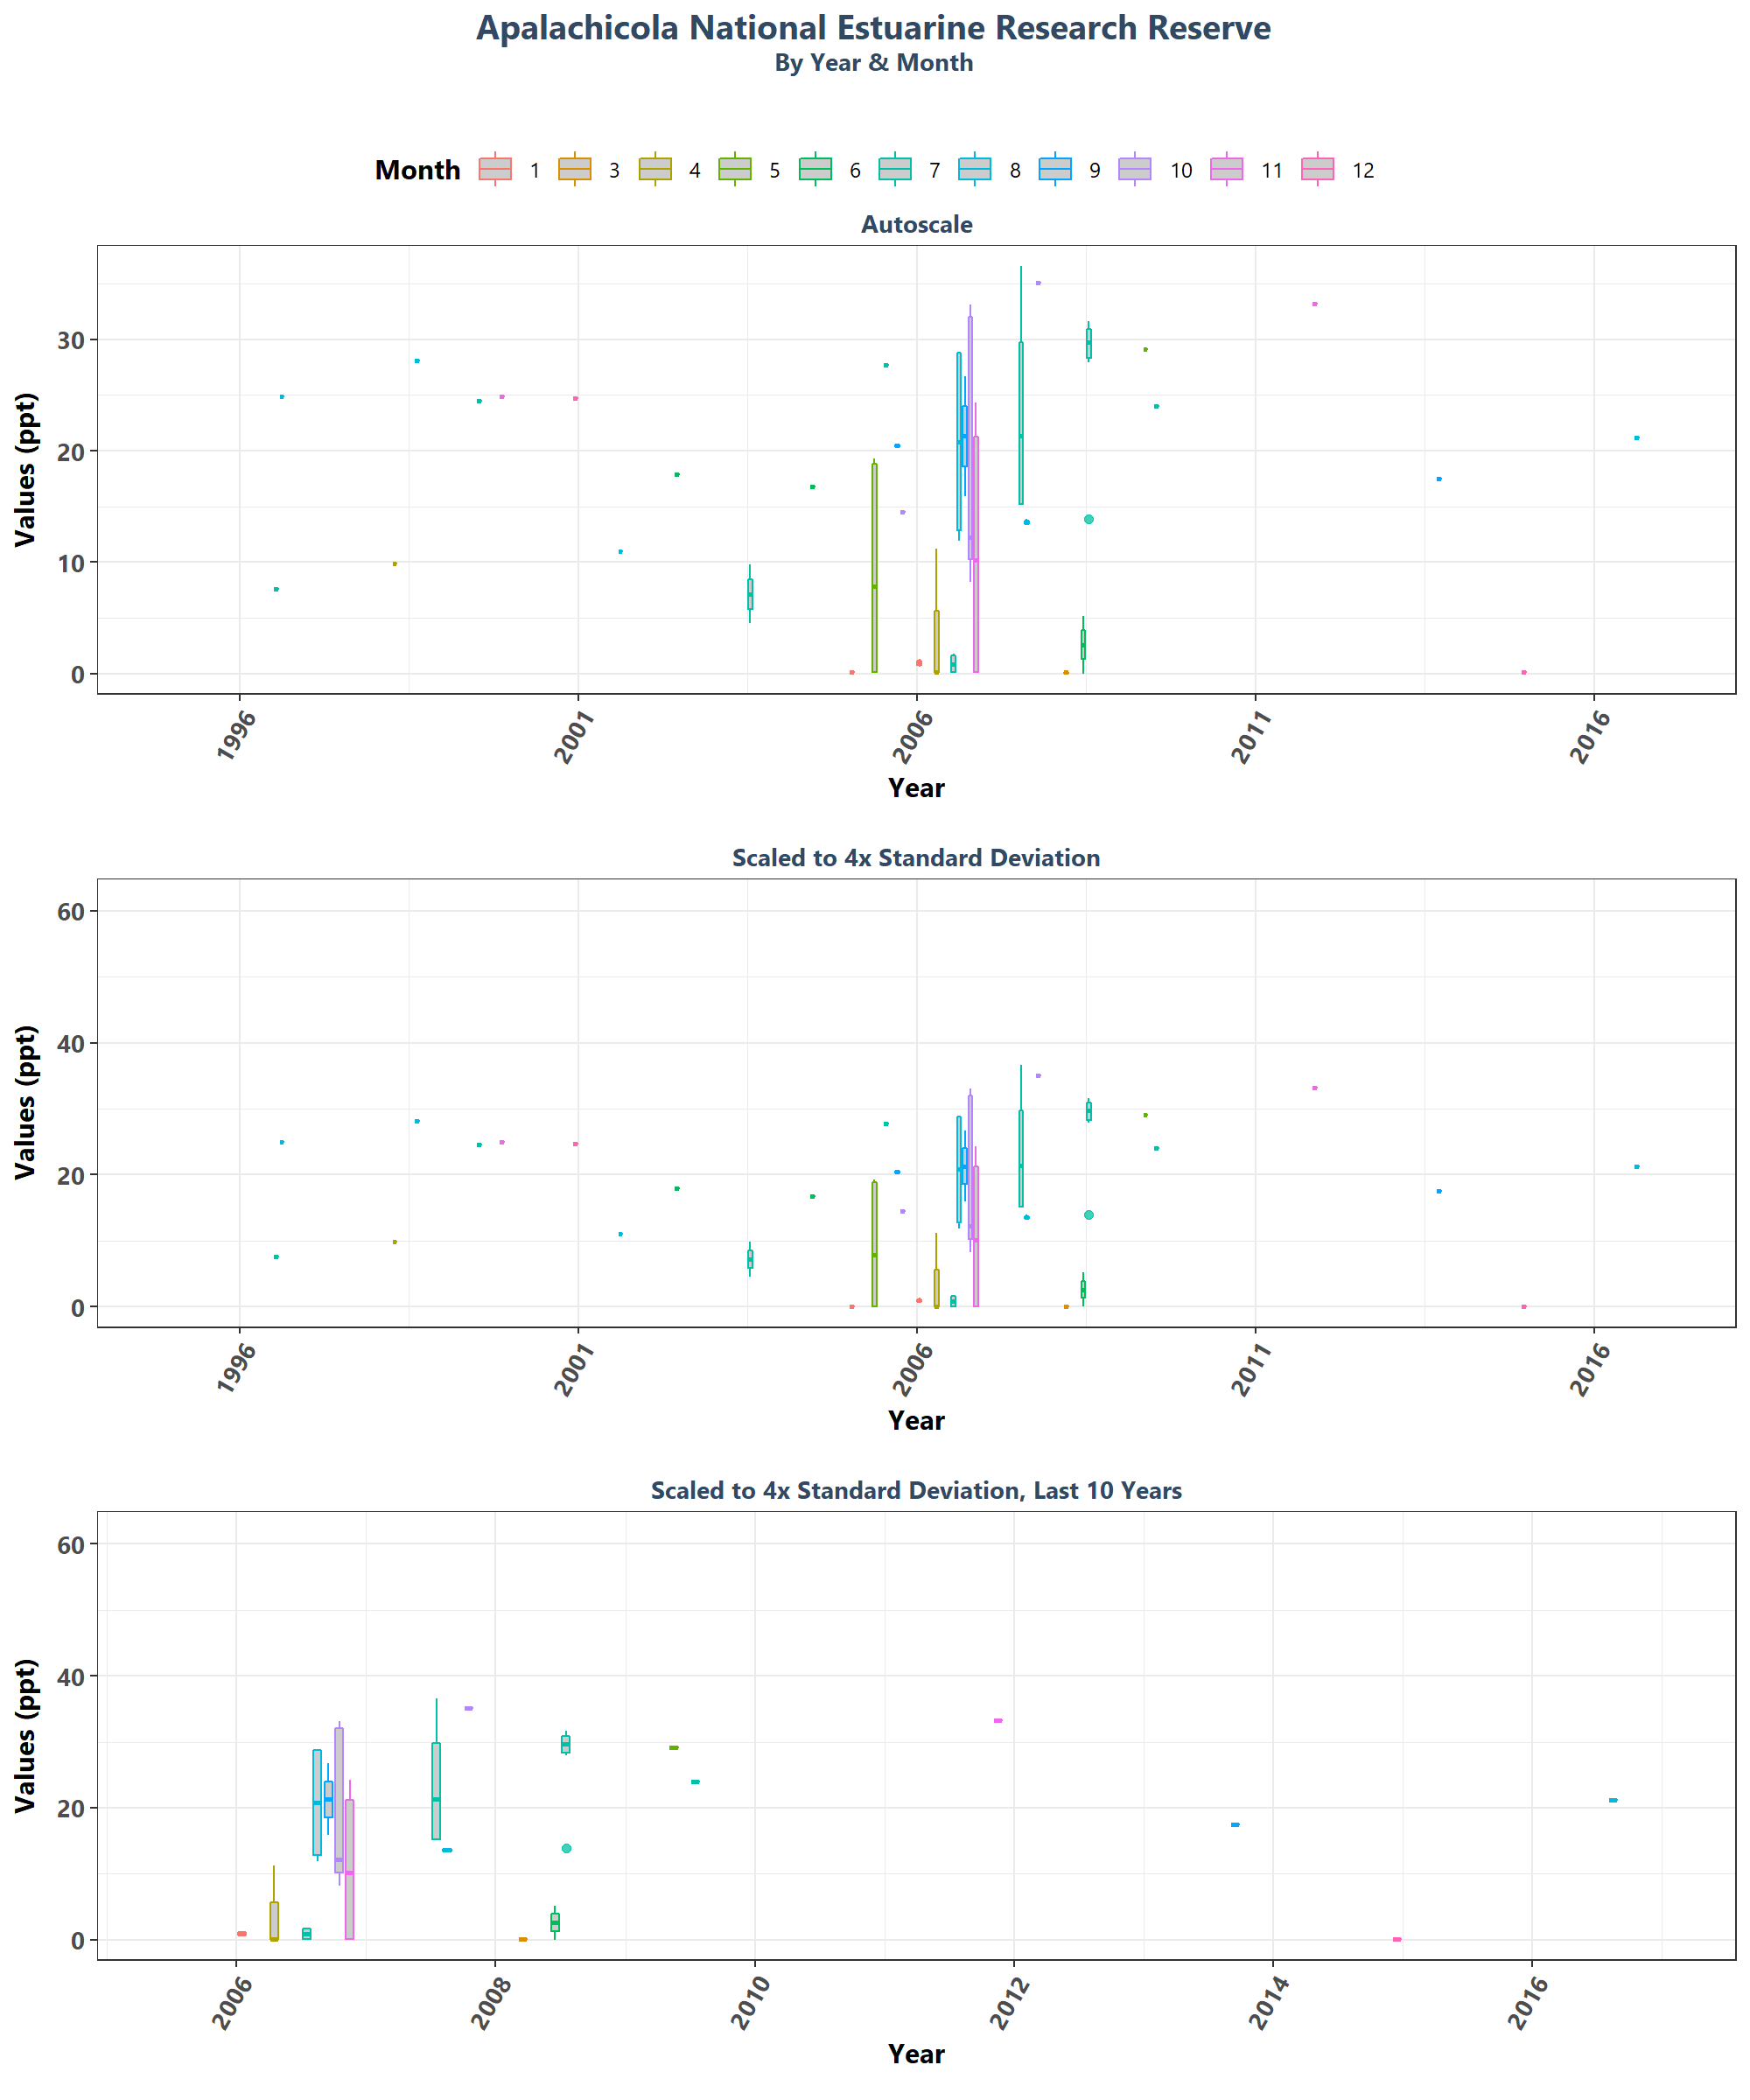 Apalachicola National Estuarine Research Reserve
By Year & Month
Month 1 3 4 5 6 7 8 9 10 11 12
Autoscale
Values (ppt)
30
20
10
0
1996 2001 2006 2011 2016
Year
Scaled to 4x Standard Deviation
Values (ppt)
60
40
20
0
1996 2001 2006 2011 2016
Year
Scaled to 4x Standard Deviation, Last 10 Years
Values (ppt)
60
40
20
0
2006 2008 2010 2012 2014 2016
Year